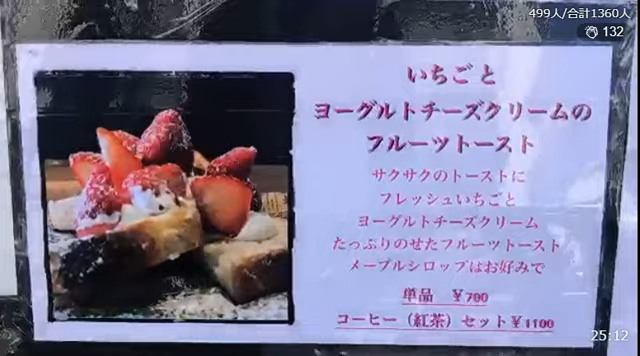 499人/合計1360人
132
いちごと
ヨーグルトチーズクリームの
フルーツトースト
サクサクのトーストに
フレッシュいちごと
ヨーグルトチーズクリーム
たっぷりのせたフルーツトースト
メープルシロップはお好みで
単品 ¥700
コーヒー（紅茶）セット¥1100
25:12